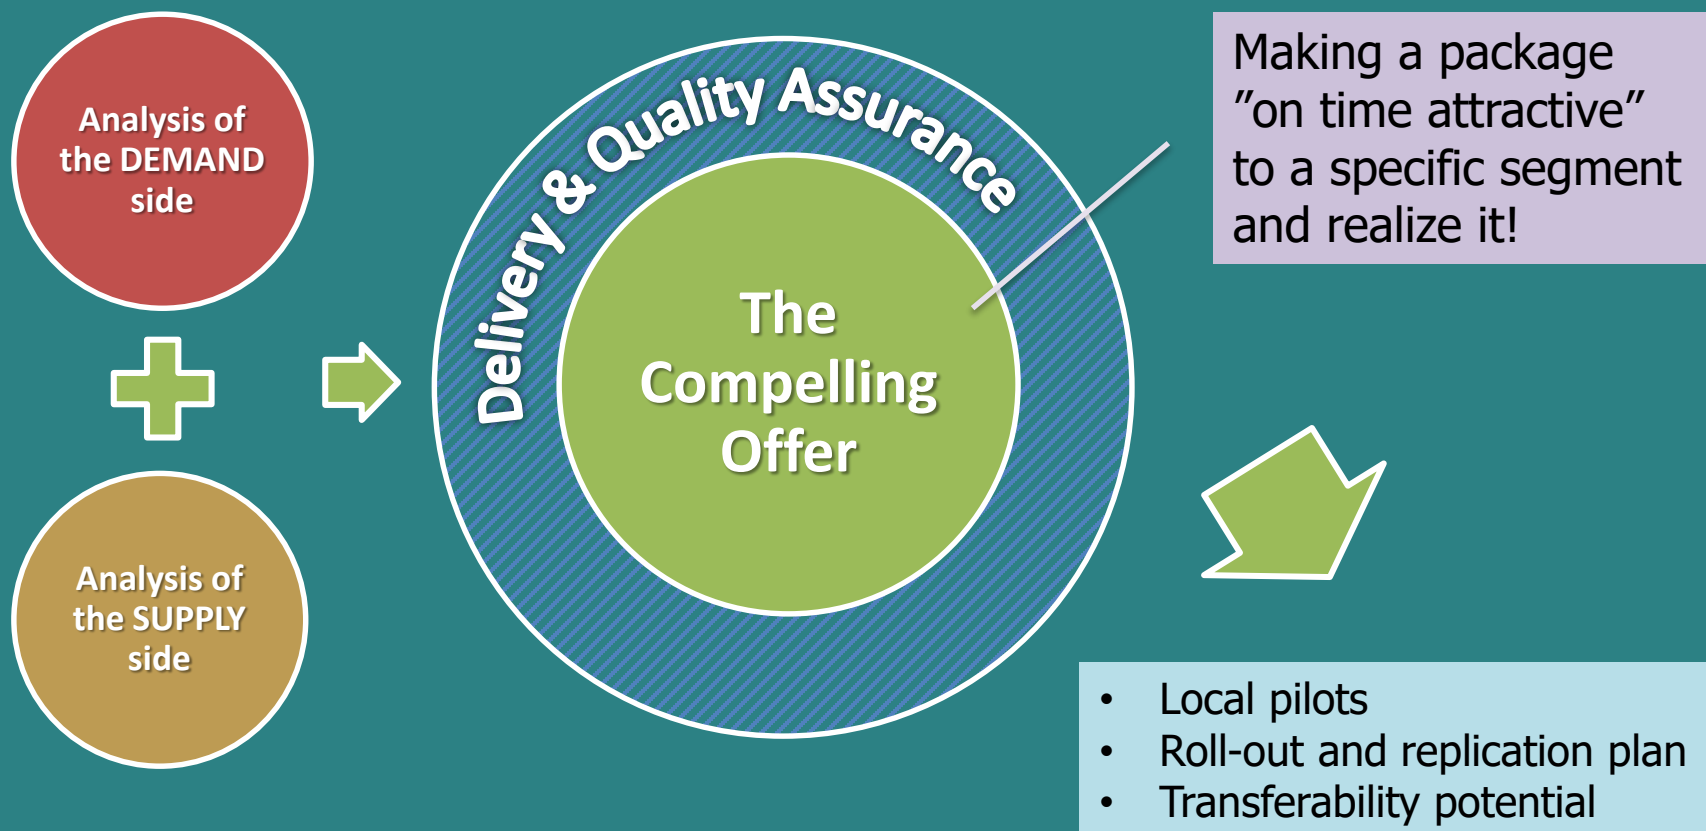 Analysis of
the DEMAND
side
Analysis of
the SUPPLY
side
Delivery & Quality Assurance
The
Compelling
Offer
Making a package
”on time attractive”
to a specific segment
and realize it!
• Local pilots
• Roll-out and replication plan
• Transferability potential